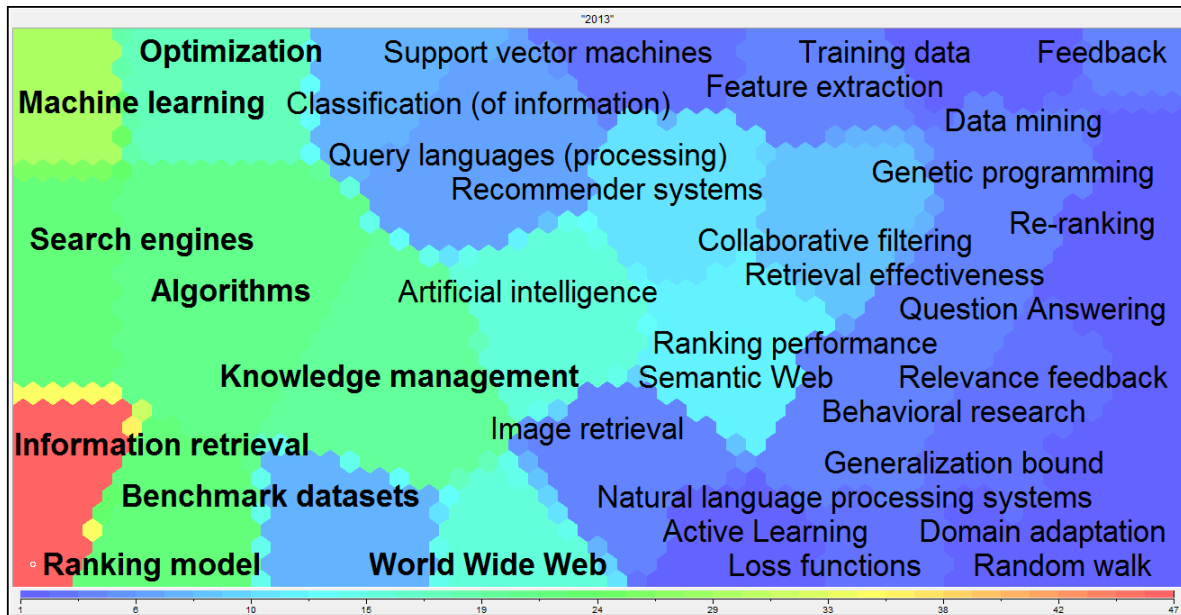 "2013"
Optimization
Support vector machines
Training data
Feedback
Feature extraction
Machine learning
Classification (of information)
Data mining
Query languages (processing)
Genetic programming
Recommender systems
Re-ranking
Search engines
Collaborative filtering
Retrieval effectiveness
Algorithms
Artificial intelligence
Question Answering
Ranking performance
Knowledge management
Semantic Web
Relevance feedback
Behavioral research
Image retrieval
Information retrieval
Generalization bound
Benchmark datasets
Natural language processing systems
Active Learning
Domain adaptation
Ranking model
World Wide Web
Loss functions
Random walk
1 6 10 15 19 24 29 33 38 42 47